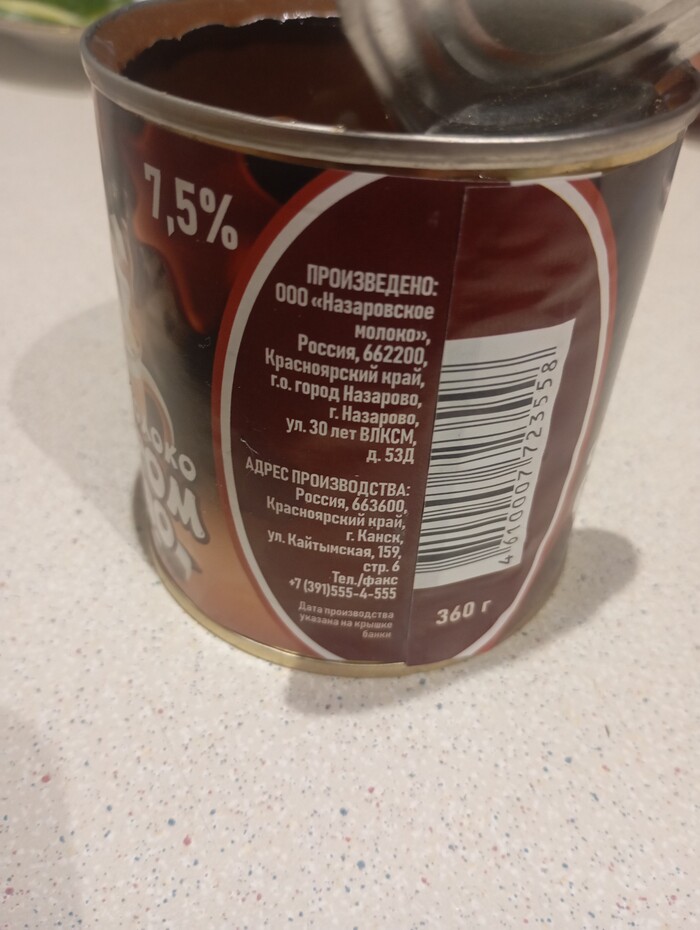 7,5%
ПРОИЗВЕДЕНО:
ООО «Назаровское
молоко»,
Россия, 662200,
Красноярский край,
г.о. город Назарово,
г. Назарово,
ул. 30 лет ВЛКСМ,
д. 53Д
АДРЕС ПРОИЗВОДСТВА:
Россия, 663600,
Красноярский край,
г. Канск,
ул. Кайтымская, 159,
стр. 6
Тел./факс
+7 (391)555-4-555
Дата производства
указана на крышке
банки
4610007723558
360 г